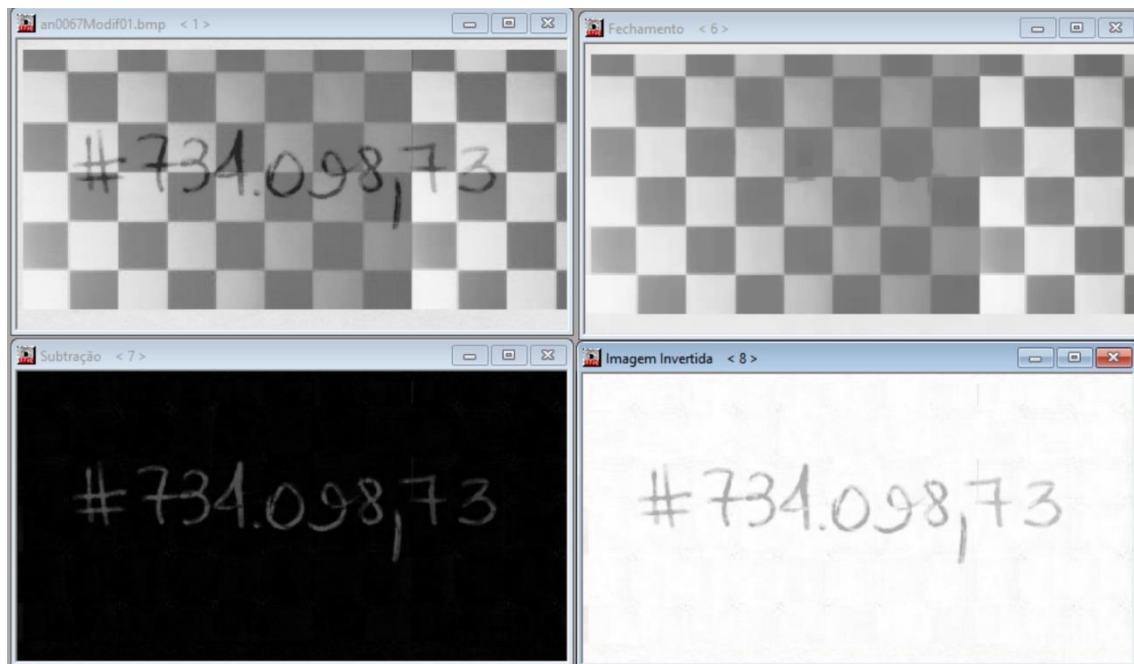 an0067Modif01.bmp < 1 >
Fechamento < 6 >
#734.098,73
Subtração < 7 >
Imagem Invertida < 8 >
#734.098,73
#734.098,73